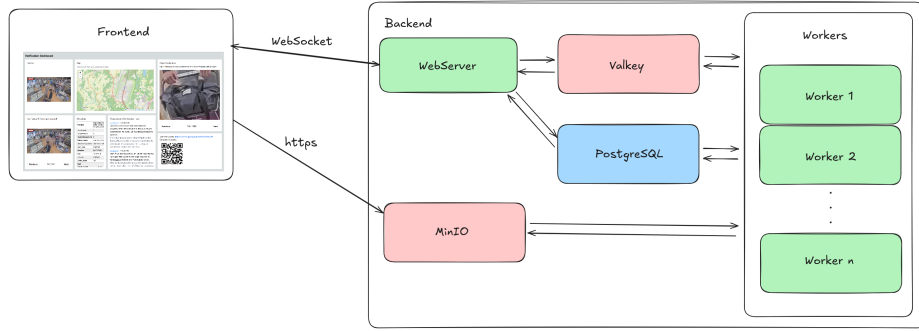 Frontend
WebSocket
https
Backend
WebServer
Valkey
PostgreSQL
MinIO
Workers
Worker 1
Worker 2
Worker n